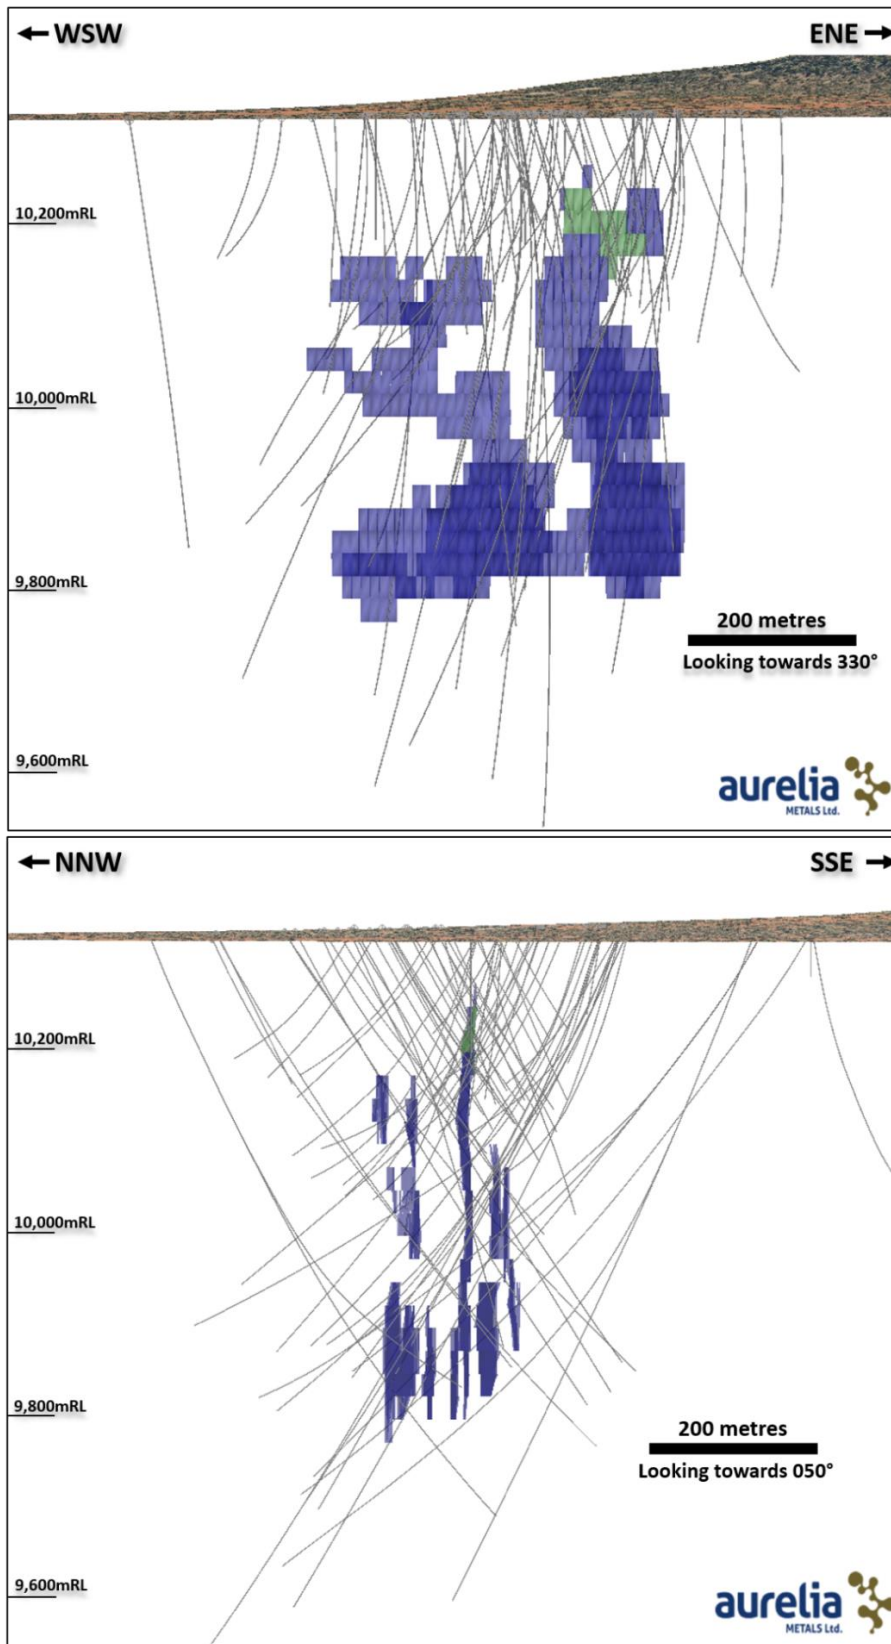 ← WSW
ENE →
10,200mRL
10,000mRL
9,800mRL
200 metres
Looking towards 330°
9,600mRL
aurelia
METALS Ltd.
← NNW
SSE →
10,200mRL
10,000mRL
9,800mRL
200 metres
Looking towards 050°
9,600mRL
aurelia
METALS Ltd.